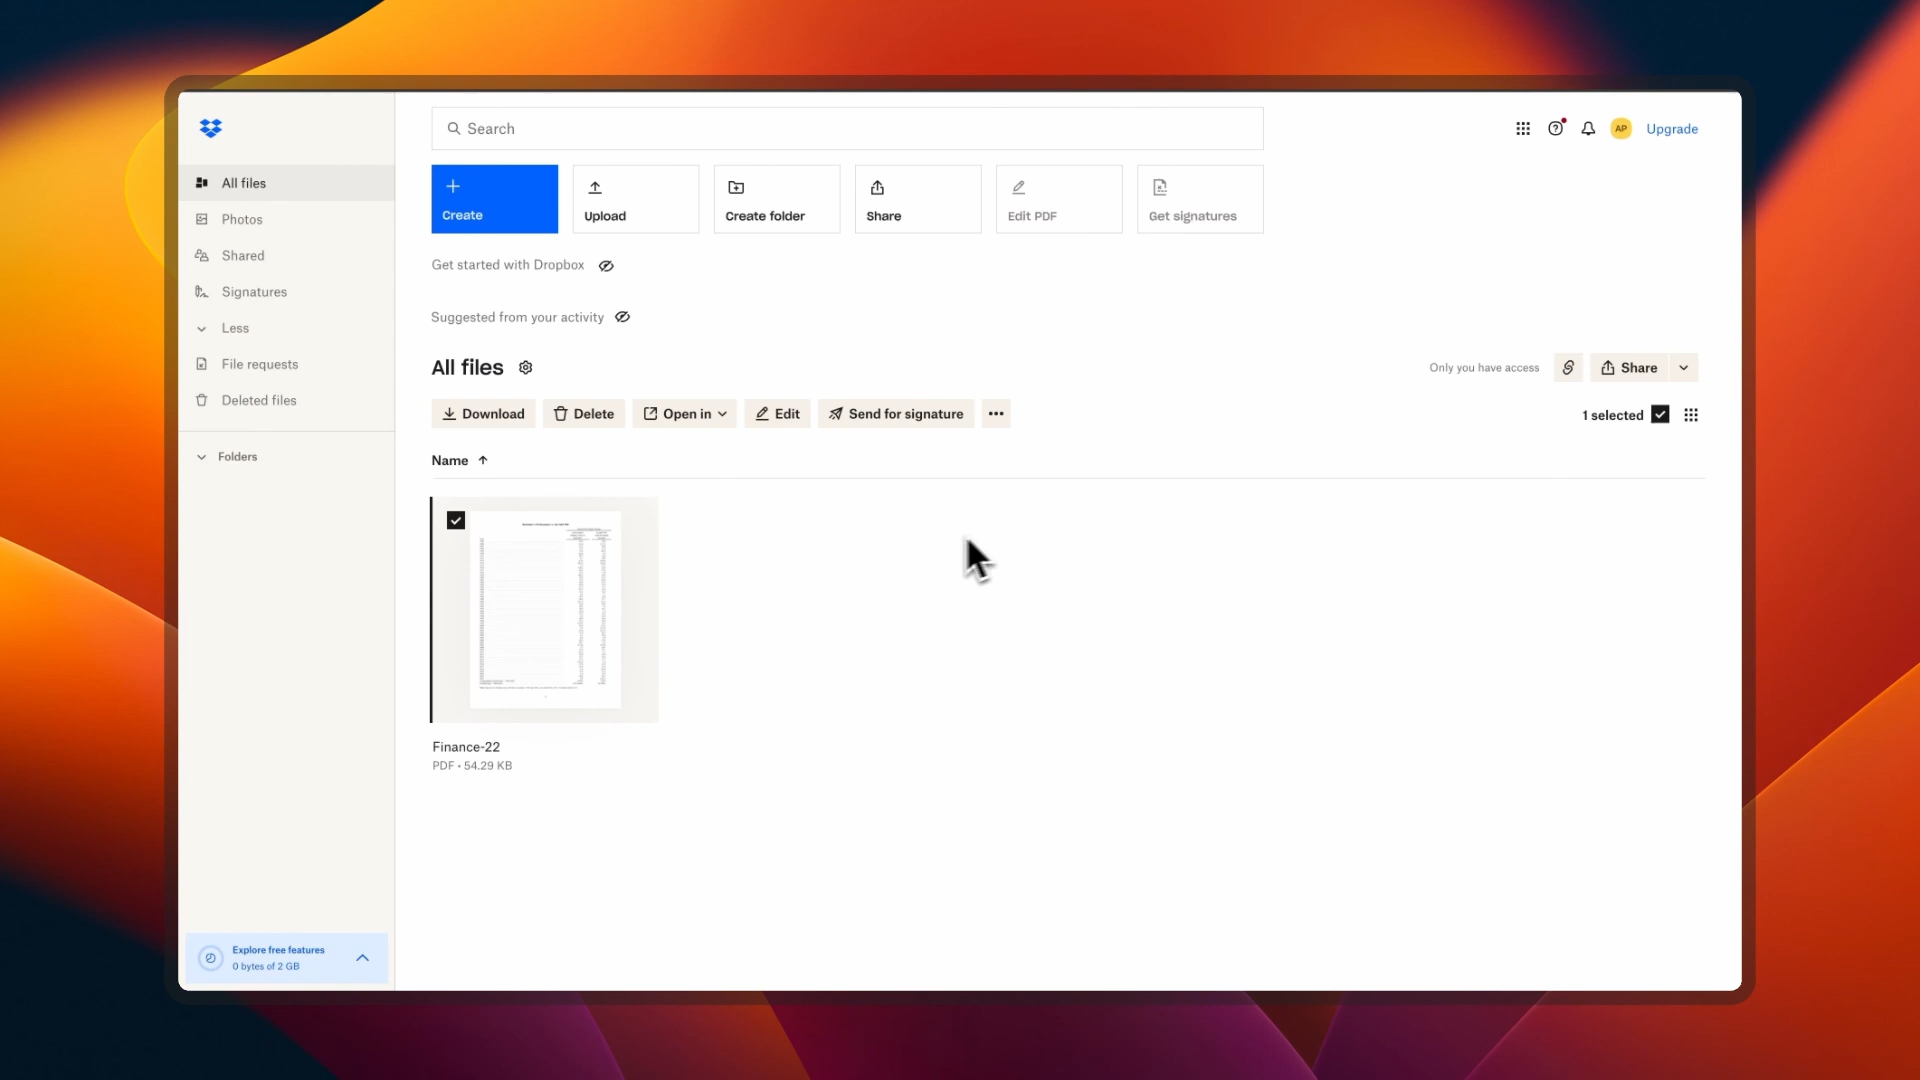 Search
AP
Upgrade
All files
Photos
Shared
Signatures
Less
File requests
Deleted files
Folders
Create
Upload
Create folder
Share
Edit PDF
Get signatures
Get started with Dropbox
Suggested from your activity
All files
Only you have access
Share
Download
Delete
Open in
Edit
Send for signature
1 selected
Name
Finance-22
PDF • 54.29 KB
Explore free features
0 bytes of 2 GB